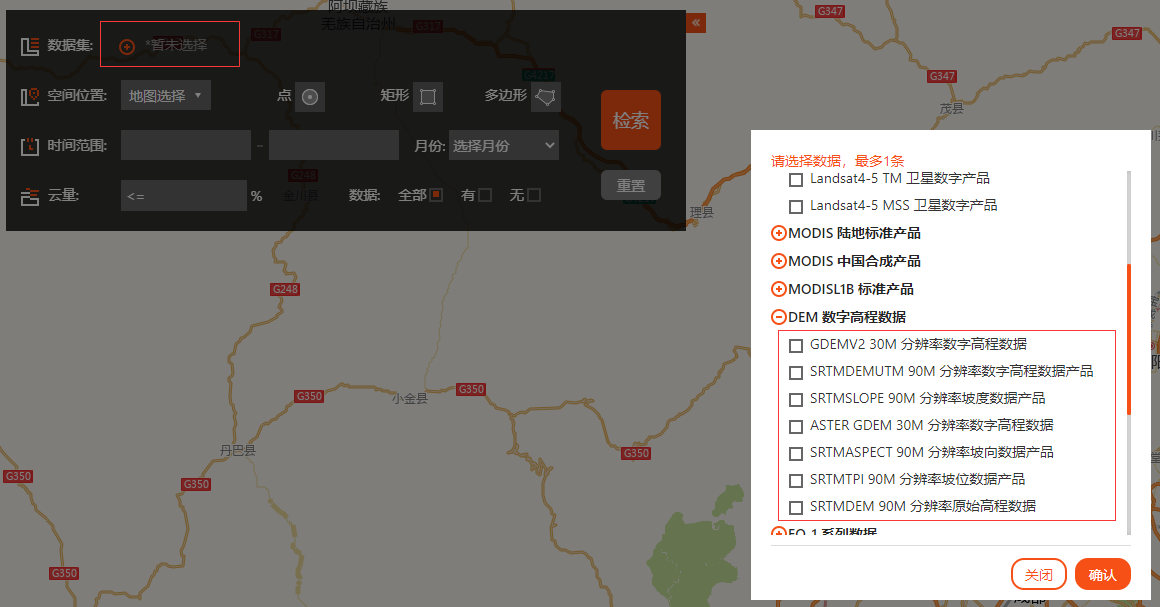 阿坝藏族
羌族自治州
G317
G317
G347
G347
G347
G4217
茂县
«
数据集:
*暂未选择
空间位置:
地图选择 ▼
点
矩形
多边形
检索
时间范围:
–
月份:
选择月份
云量:
<=
%
数据:
全部
有
无
重置
G248
金川县
理县
G248
G350
小金县
G350
丹巴县
G350
G350
G350
G350
请选择数据，最多1条
Landsat4-5 TM 卫星数字产品
Landsat4-5 MSS 卫星数字产品
MODIS 陆地标准产品
MODIS 中国合成产品
MODISL1B 标准产品
DEM 数字高程数据
GDEMV2 30M 分辨率数字高程数据
SRTMDEMUTM 90M 分辨率数字高程数据产品
SRTMSLOPE 90M 分辨率坡度数据产品
ASTER GDEM 30M 分辨率数字高程数据
SRTMASPECT 90M 分辨率坡向数据产品
SRTMTPI 90M 分辨率坡位数据产品
SRTMDEM 90M 分辨率原始高程数据
EO-1 系列数据
关闭
确认